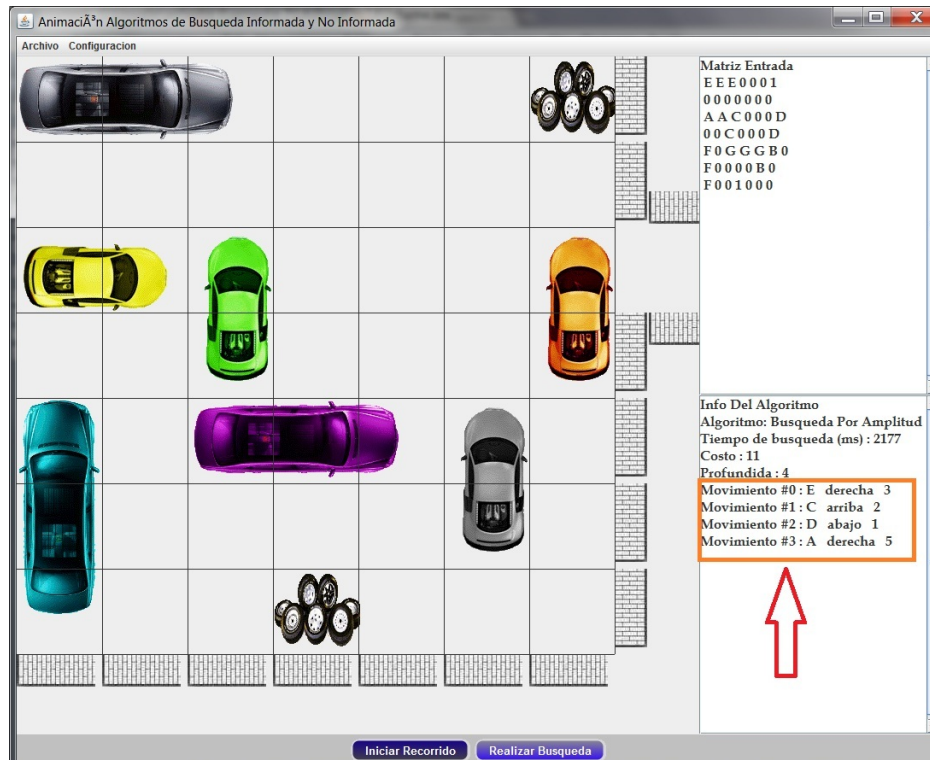 AnimaciÃ³n Algoritmos de Busqueda Informada y No Informada
Archivo Configuracion
Matriz Entrada
E E E 0 0 0 1
0 0 0 0 0 0 0
A A C 0 0 0 D
0 0 C 0 0 0 D
F 0 G G G B 0
F 0 0 0 0 B 0
F 0 0 1 0 0 0
Info Del Algoritmo
Algoritmo: Busqueda Por Amplitud
Tiempo de busqueda (ms) : 2177
Costo : 11
Profundida : 4
Movimiento #0 : E derecha 3
Movimiento #1 : C arriba 2
Movimiento #2 : D abajo 1
Movimiento #3 : A derecha 5
Iniciar Recorrido Realizar Busqueda